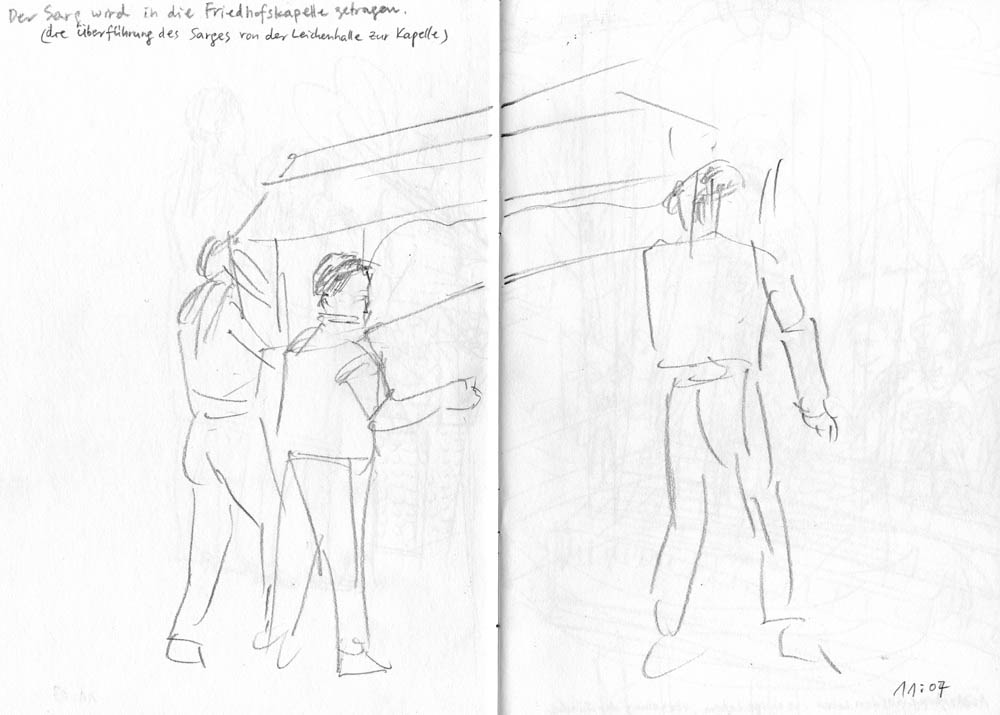 Der Sarg wird in die Friedhofskapelle getragen.
(die Überführung des Sarges von der Leichenhalle zur Kapelle)
11:07